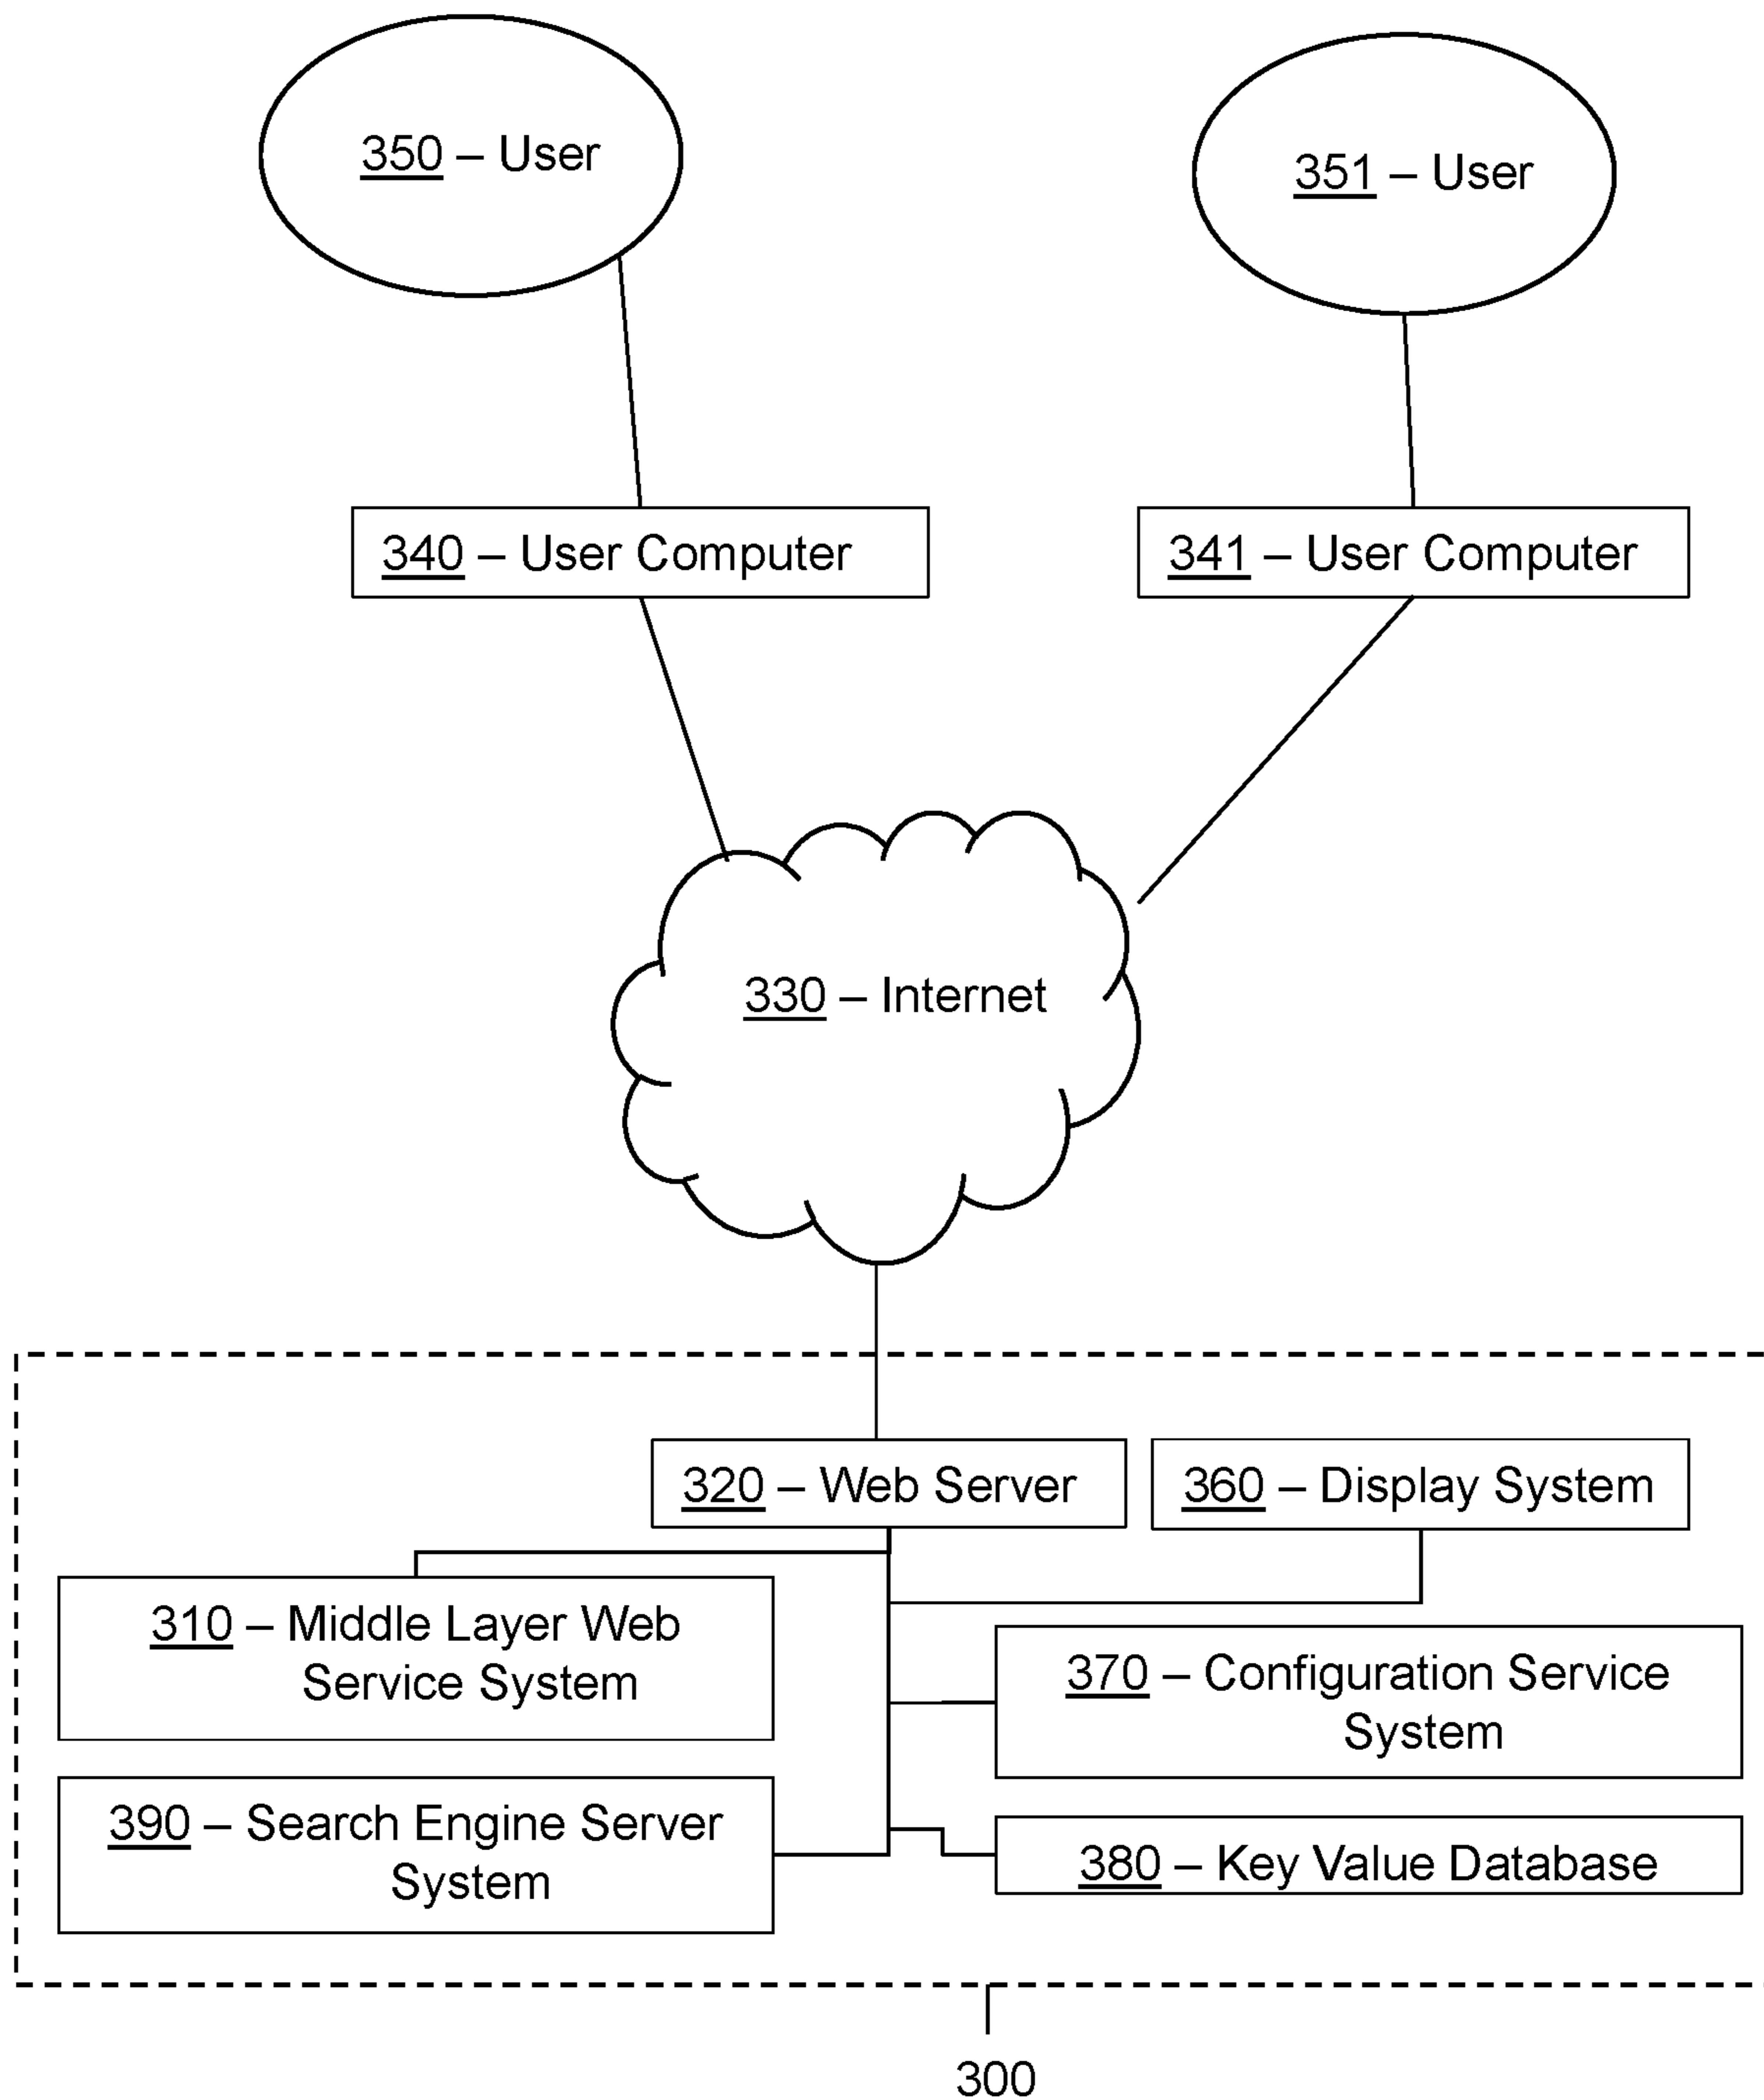 350 – User
351 – User
340 – User Computer
341 – User Computer
330 – Internet
320 – Web Server
360 – Display System
310 – Middle Layer Web
Service System
370 – Configuration Service
System
390 – Search Engine Server
System
380 – Key Value Database
300